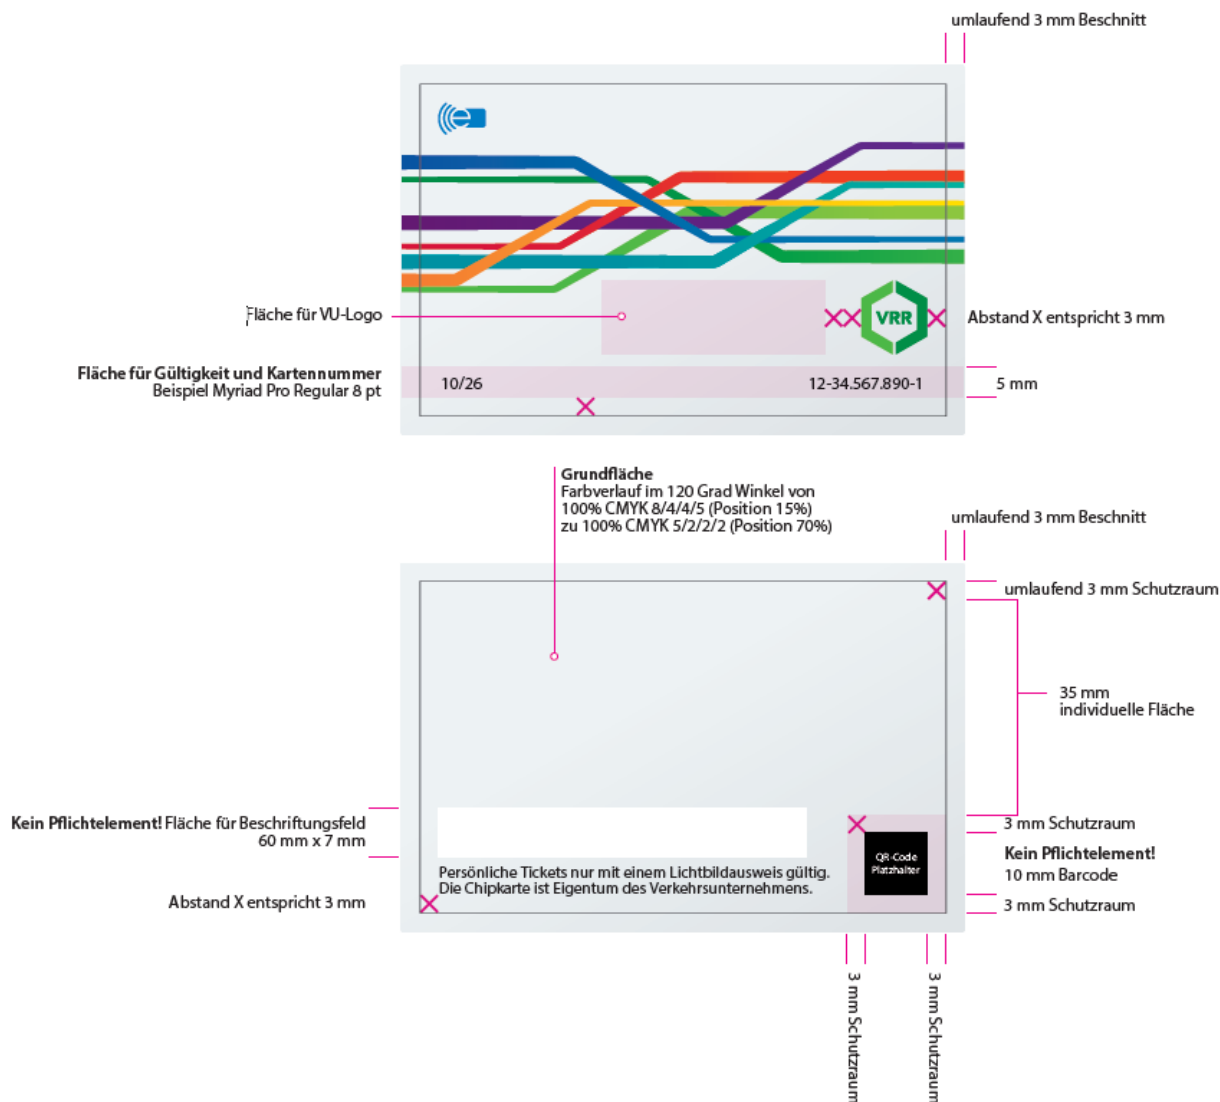 umlaufend 3 mm Beschnitt
e
Fläche für VU-Logo
VRR
Abstand X entspricht 3 mm
Fläche für Gültigkeit und Kartennummer
Beispiel Myriad Pro Regular 8 pt
10/26
12-34.567.890-1
5 mm
Grundfläche
Farbverlauf im 120 Grad Winkel von
100% CMYK 8/4/4/5 (Position 15%)
zu 100% CMYK 5/2/2/2 (Position 70%)
umlaufend 3 mm Beschnitt
umlaufend 3 mm Schutzraum
35 mm
individuelle Fläche
Kein Pflichtelement! Fläche für Beschriftungsfeld
60 mm x 7 mm
3 mm Schutzraum
QR-Code
Platzhalter
Kein Pflichtelement!
10 mm Barcode
Persönliche Tickets nur mit einem Lichtbildausweis gültig.
Die Chipkarte ist Eigentum des Verkehrsunternehmens.
Abstand X entspricht 3 mm
3 mm Schutzraum
3 mm Schutzraum
3 mm Schutzraum